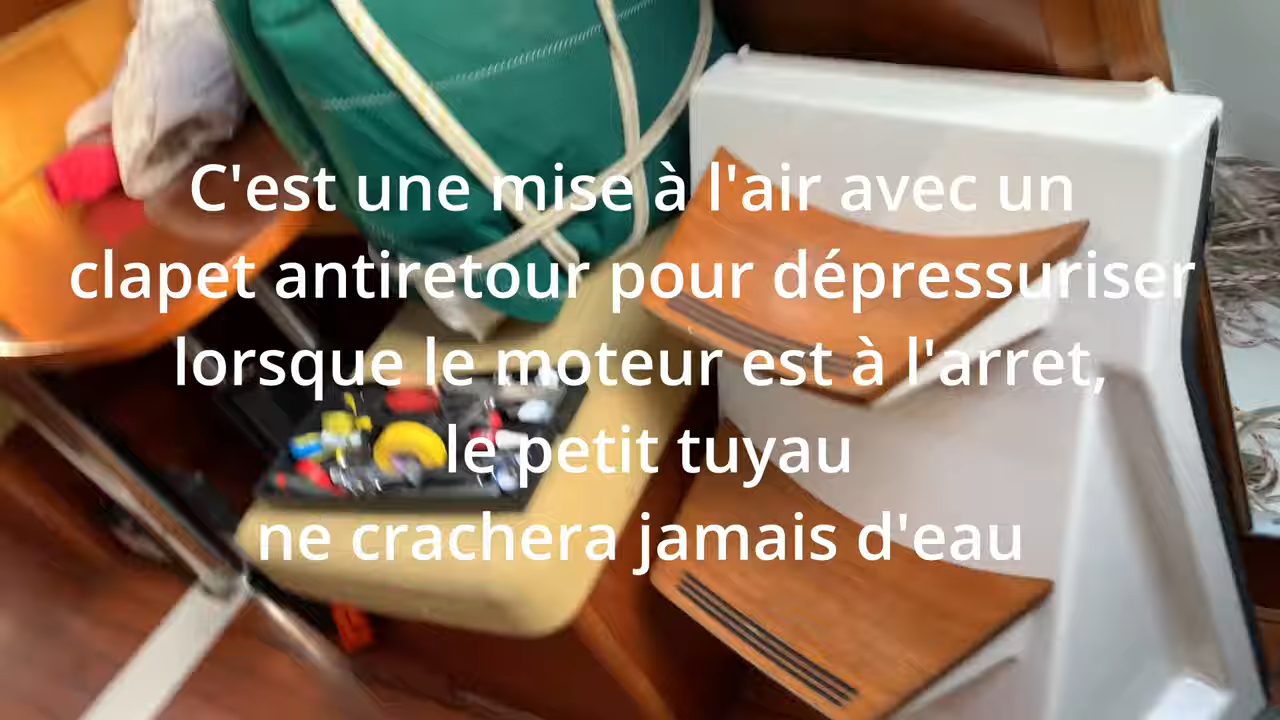 C'est une mise à l'air avec un
clapet antiretour pour dépressuriser
lorsque le moteur est à l'arret,
le petit tuyau
ne crachera jamais d'eau